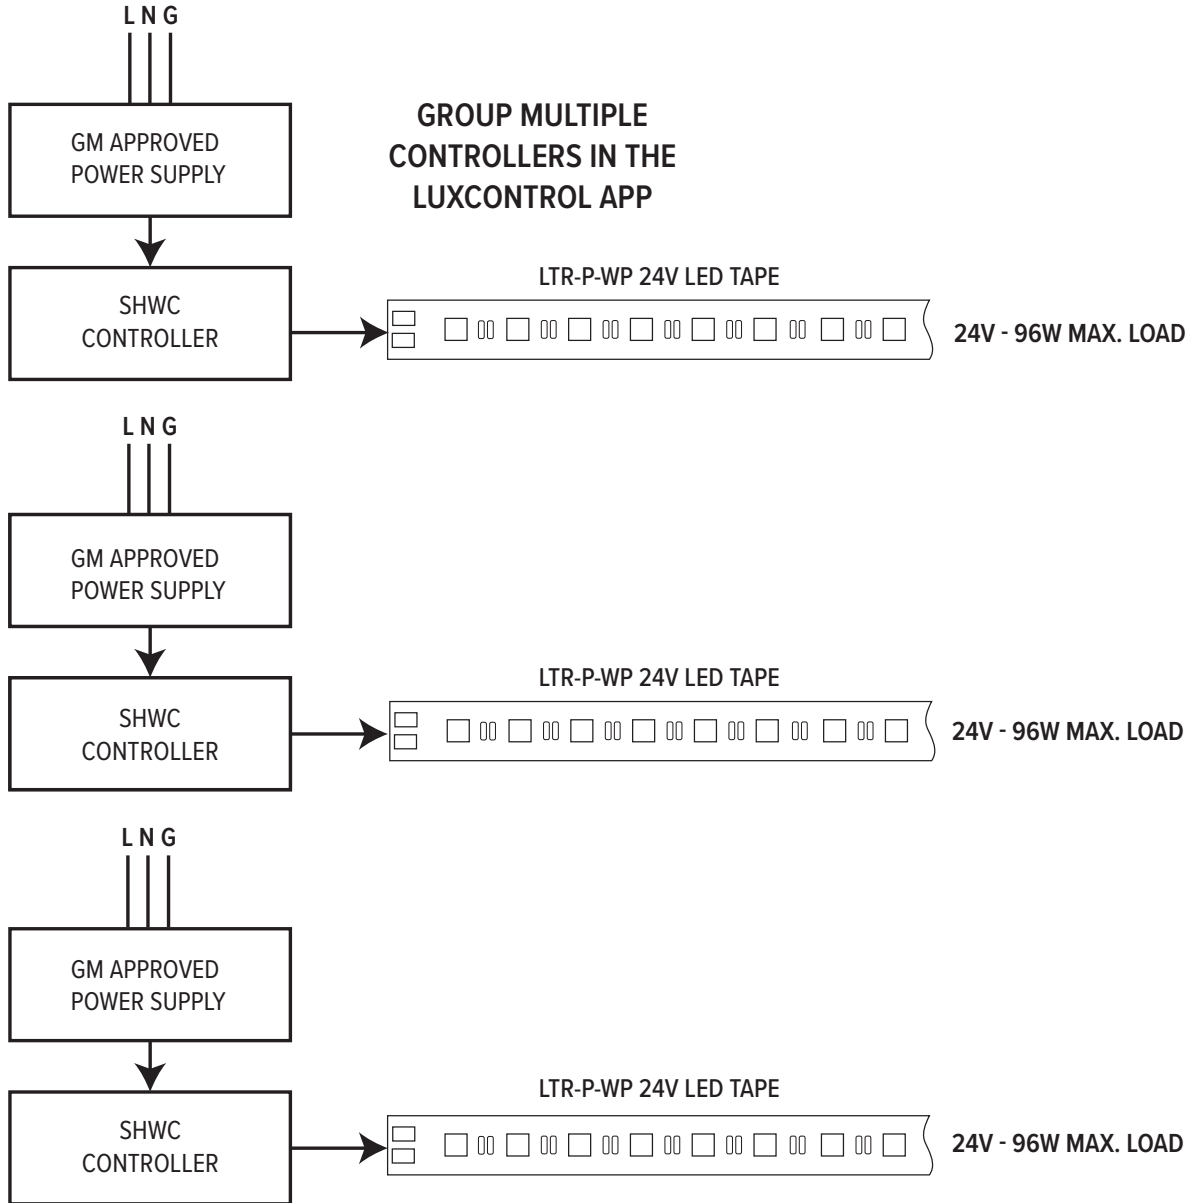 L N G
GM APPROVED
POWER SUPPLY
GROUP MULTIPLE
CONTROLLERS IN THE
LUXCONTROL APP
SHWC
CONTROLLER
LTR-P-WP 24V LED TAPE
24V - 96W MAX. LOAD
L N G
GM APPROVED
POWER SUPPLY
SHWC
CONTROLLER
LTR-P-WP 24V LED TAPE
24V - 96W MAX. LOAD
L N G
GM APPROVED
POWER SUPPLY
SHWC
CONTROLLER
LTR-P-WP 24V LED TAPE
24V - 96W MAX. LOAD